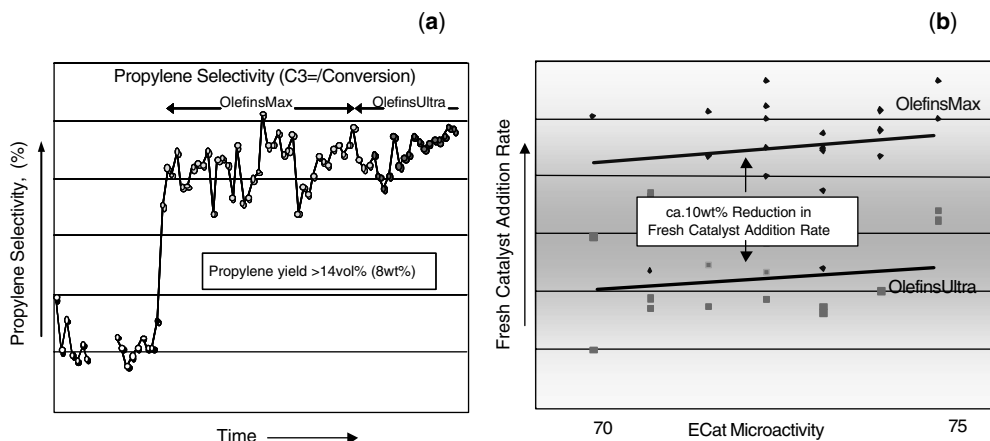 (a)
Propylene Selectivity (C3=/Conversion)
OlefinsMax
OlefinsUltra
Propylene Selectivity, (%)
Propylene yield >14vol% (8wt%)
Time
(b)
Fresh Catalyst Addition Rate
OlefinsMax
ca.10wt% Reduction in
Fresh Catalyst Addition Rate
OlefinsUltra
70
ECat Microactivity
75